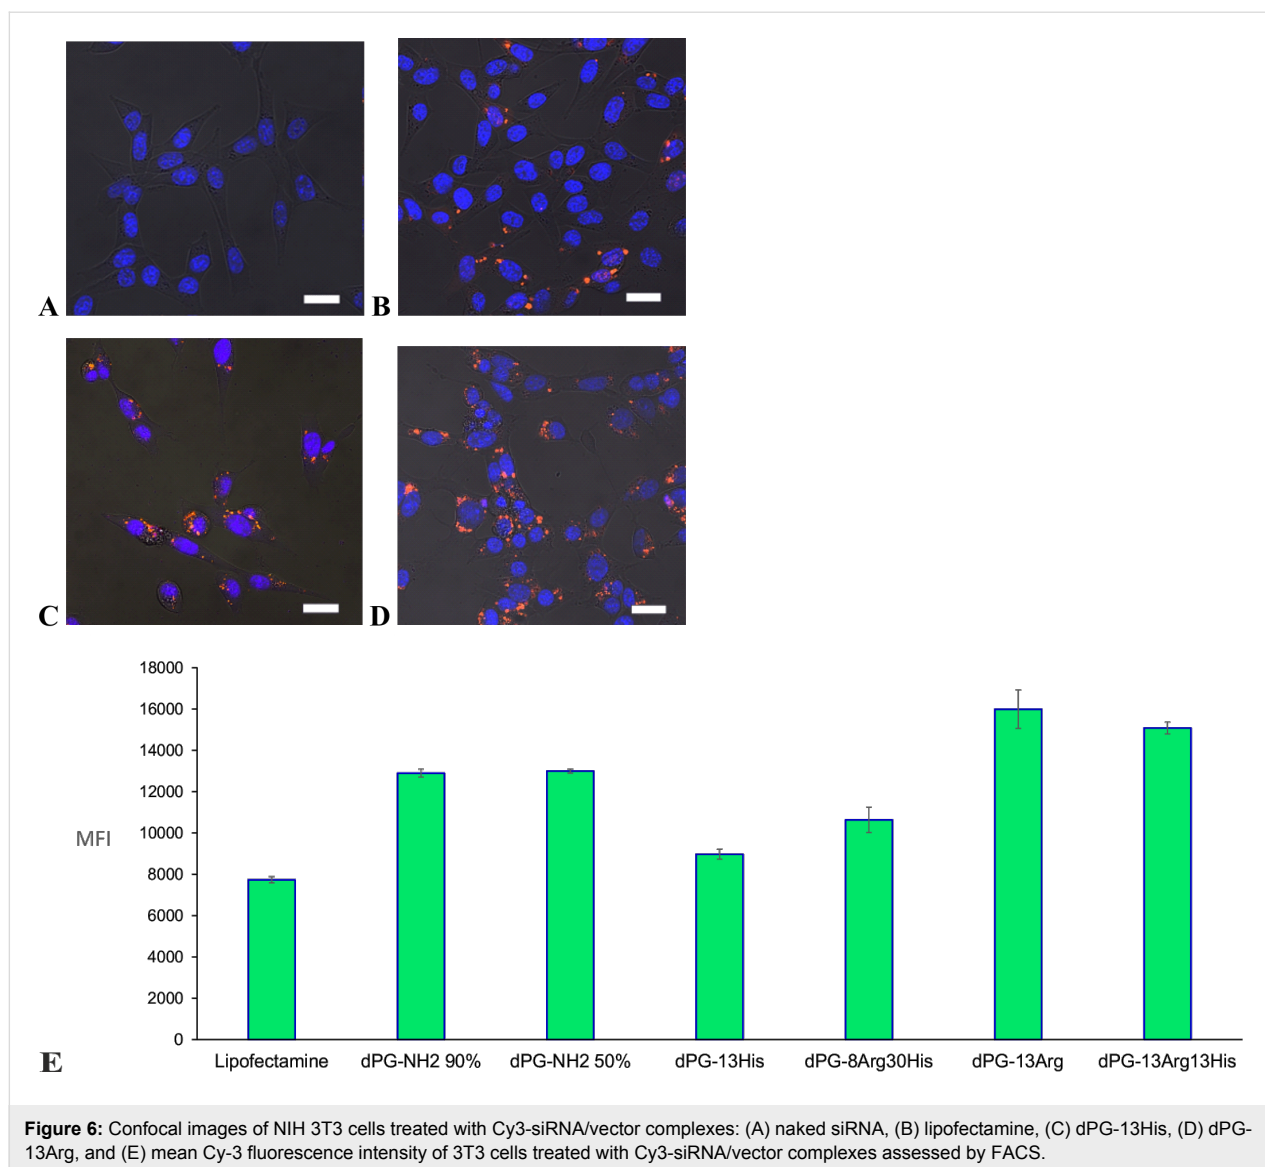 A
B
C
D
18000
16000
14000
12000
10000
8000
6000
4000
2000
0
MFI
Lipofectamine
dPG-NH2 90%
dPG-NH2 50%
dPG-13His
dPG-8Arg30His
dPG-13Arg
dPG-13Arg13His
E
Figure 6: Confocal images of NIH 3T3 cells treated with Cy3-siRNA/vector complexes: (A) naked siRNA, (B) lipofectamine, (C) dPG-13His, (D) dPG-
13Arg, and (E) mean Cy-3 fluorescence intensity of 3T3 cells treated with Cy3-siRNA/vector complexes assessed by FACS.